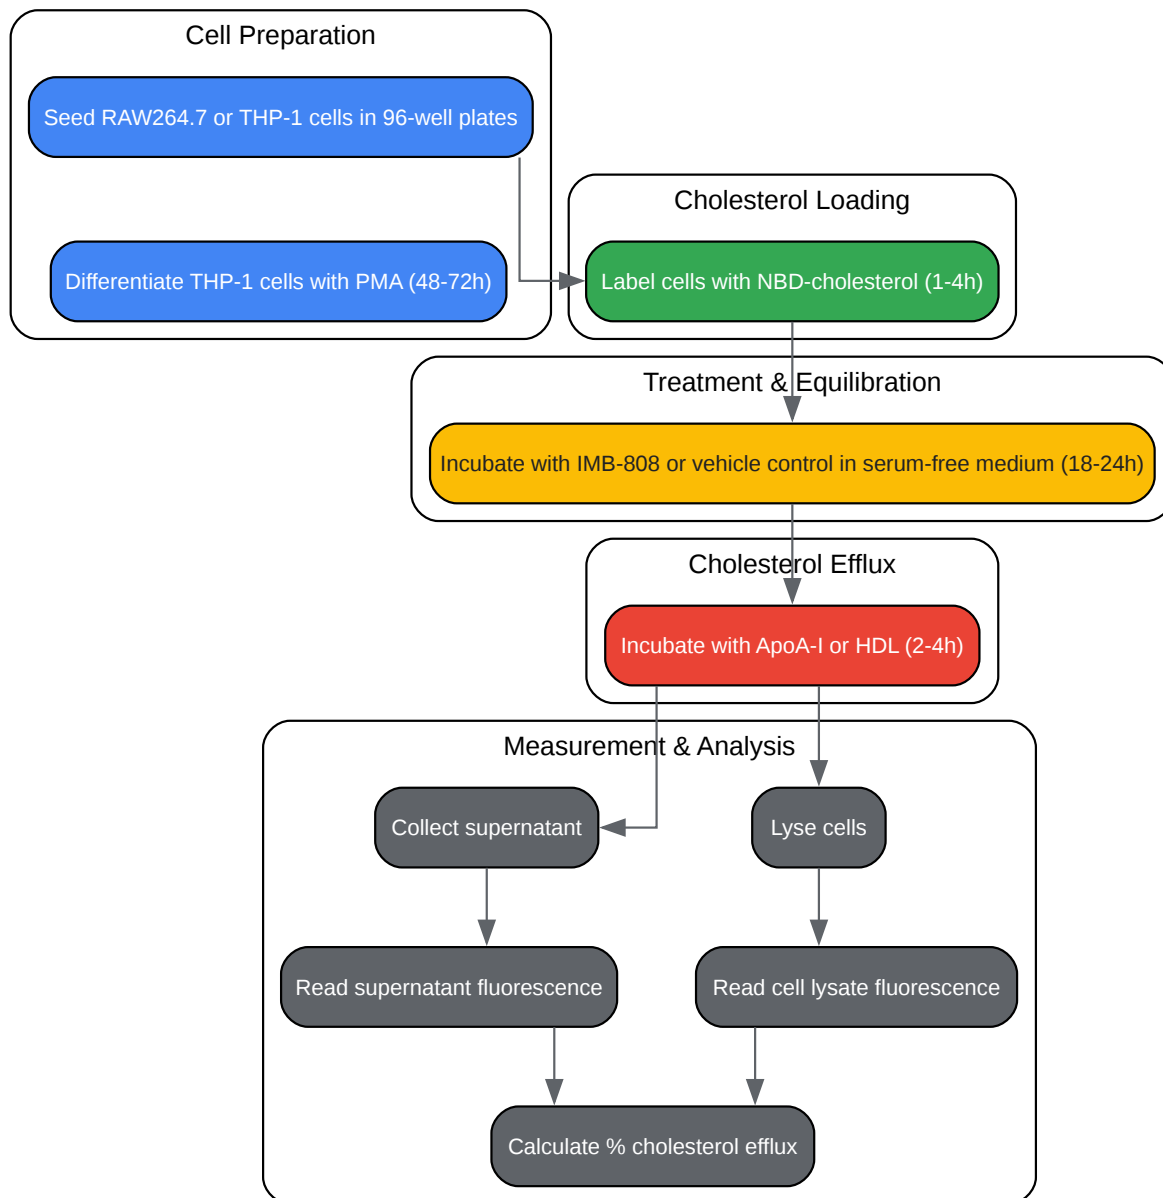 Cell Preparation
Seed RAW264.7 or THP-1 cells in 96-well plates
Differentiate THP-1 cells with PMA (48-72h)
Cholesterol Loading
Label cells with NBD-cholesterol (1-4h)
Treatment & Equilibration
Incubate with IMB-808 or vehicle control in serum-free medium (18-24h)
Cholesterol Efflux
Incubate with ApoA-I or HDL (2-4h)
Measurement & Analysis
Collect supernatant
Lyse cells
Read supernatant fluorescence
Read cell lysate fluorescence
Calculate % cholesterol efflux